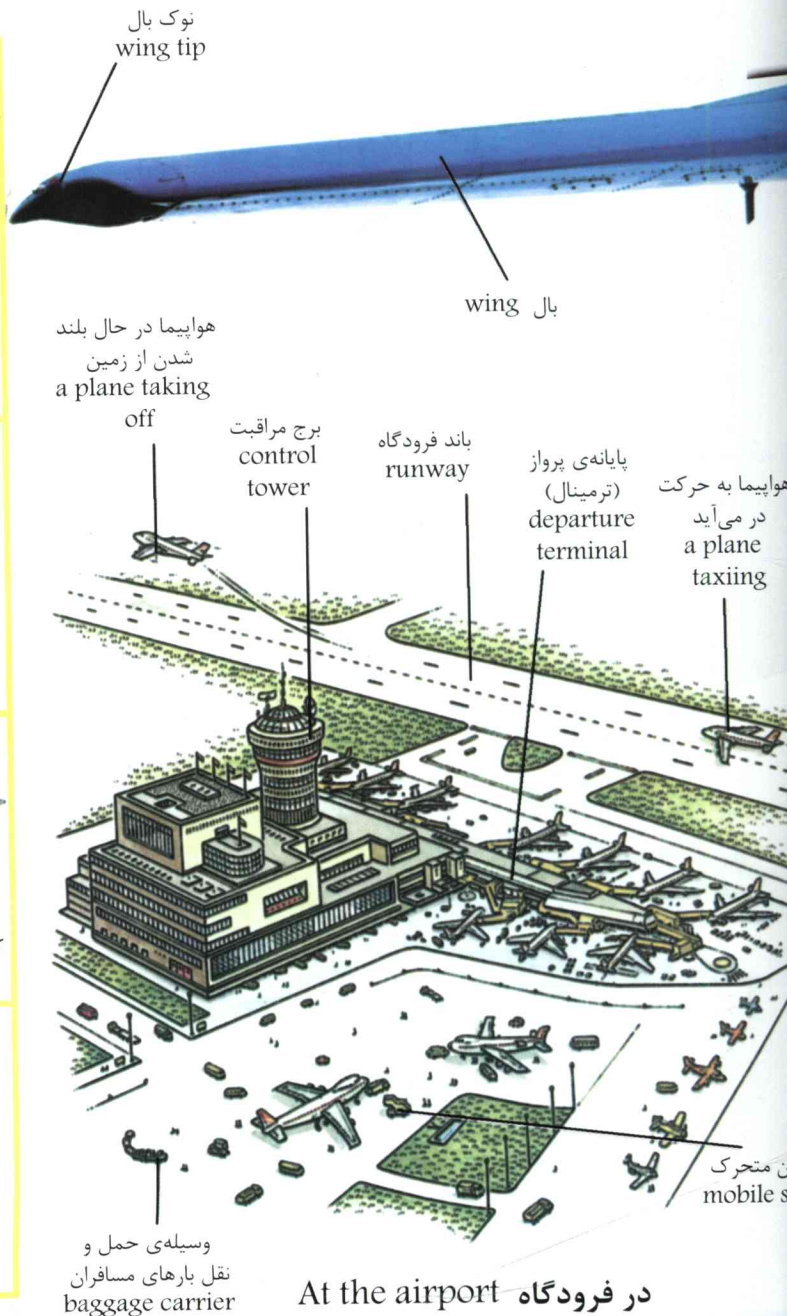 نوک بال
wing tip
بال wing
هواپیما در حال بلند
شدن از زمین
a plane taking
off
برج مراقبت
control
tower
باند فرودگاه
runway
پایانه‌ی پرواز
(ترمینال)
departure
terminal
هواپیما به حرکت
در می‌آید
a plane
taxiing
متحرک
mobile
وسیله‌ی حمل و
نقل بارهای مسافران
baggage carrier
At the airport در فرودگاه